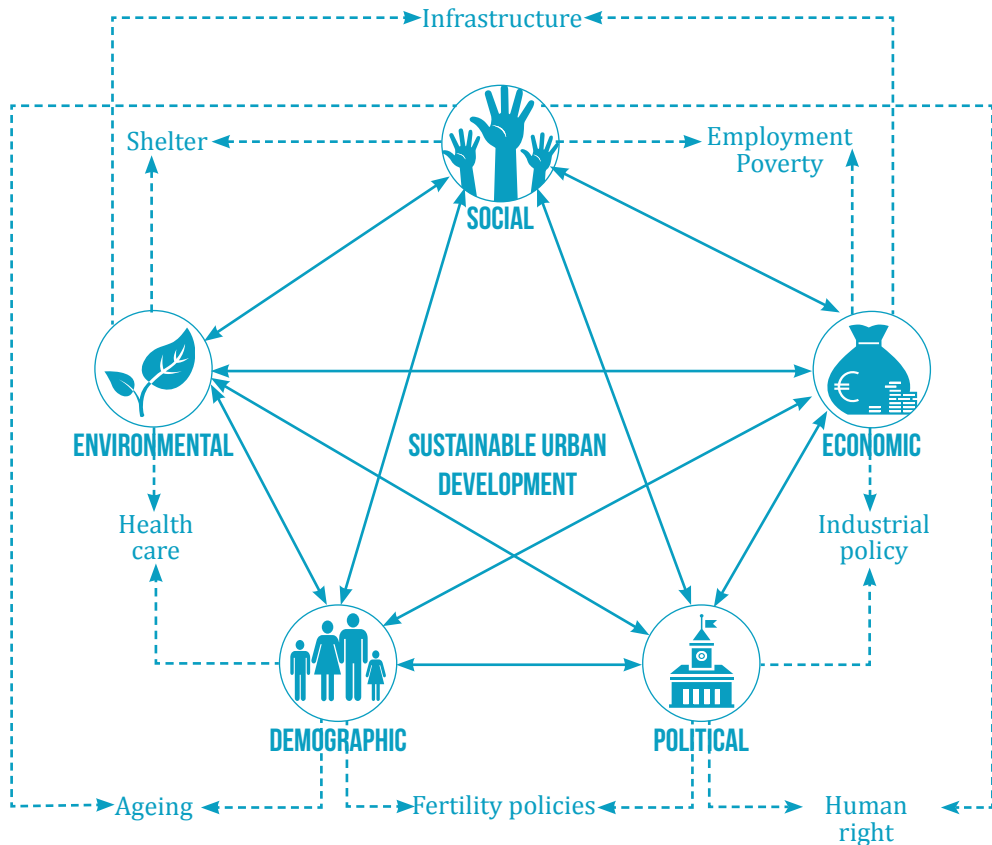 Infrastructure
Shelter
Employment
Poverty
SOCIAL
€
ENVIRONMENTAL
SUSTAINABLE URBAN
DEVELOPMENT
ECONOMIC
Health
care
Industrial
policy
DEMOGRAPHIC
POLITICAL
Ageing
Fertility policies
Human
right